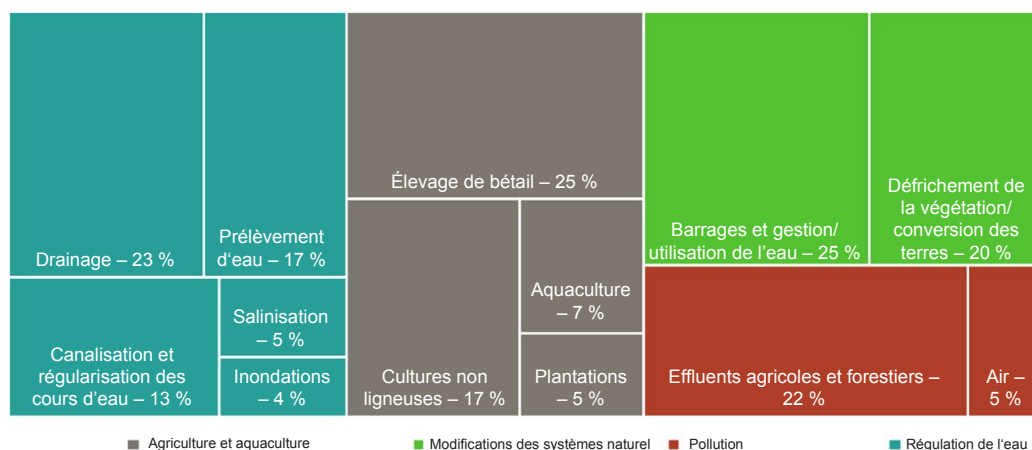 Drainage – 23 %
Prélèvement
d'eau – 17 %
Canalisation et
régularisation des
cours d'eau – 13 %
Salinisation
– 5 %
Inondations
– 4 %
Élevage de bétail – 25 %
Cultures non
ligneuses – 17 %
Aquaculture
– 7 %
Plantations
– 5 %
Barrages et gestion/
utilisation de l'eau – 25 %
Défrichement de
la végétation/
conversion des
terres – 20 %
Effluents agricoles et forestiers –
22 %
Air –
5 %
Agriculture et aquaculture
Modifications des systèmes naturel
Pollution
Régulation de l'eau